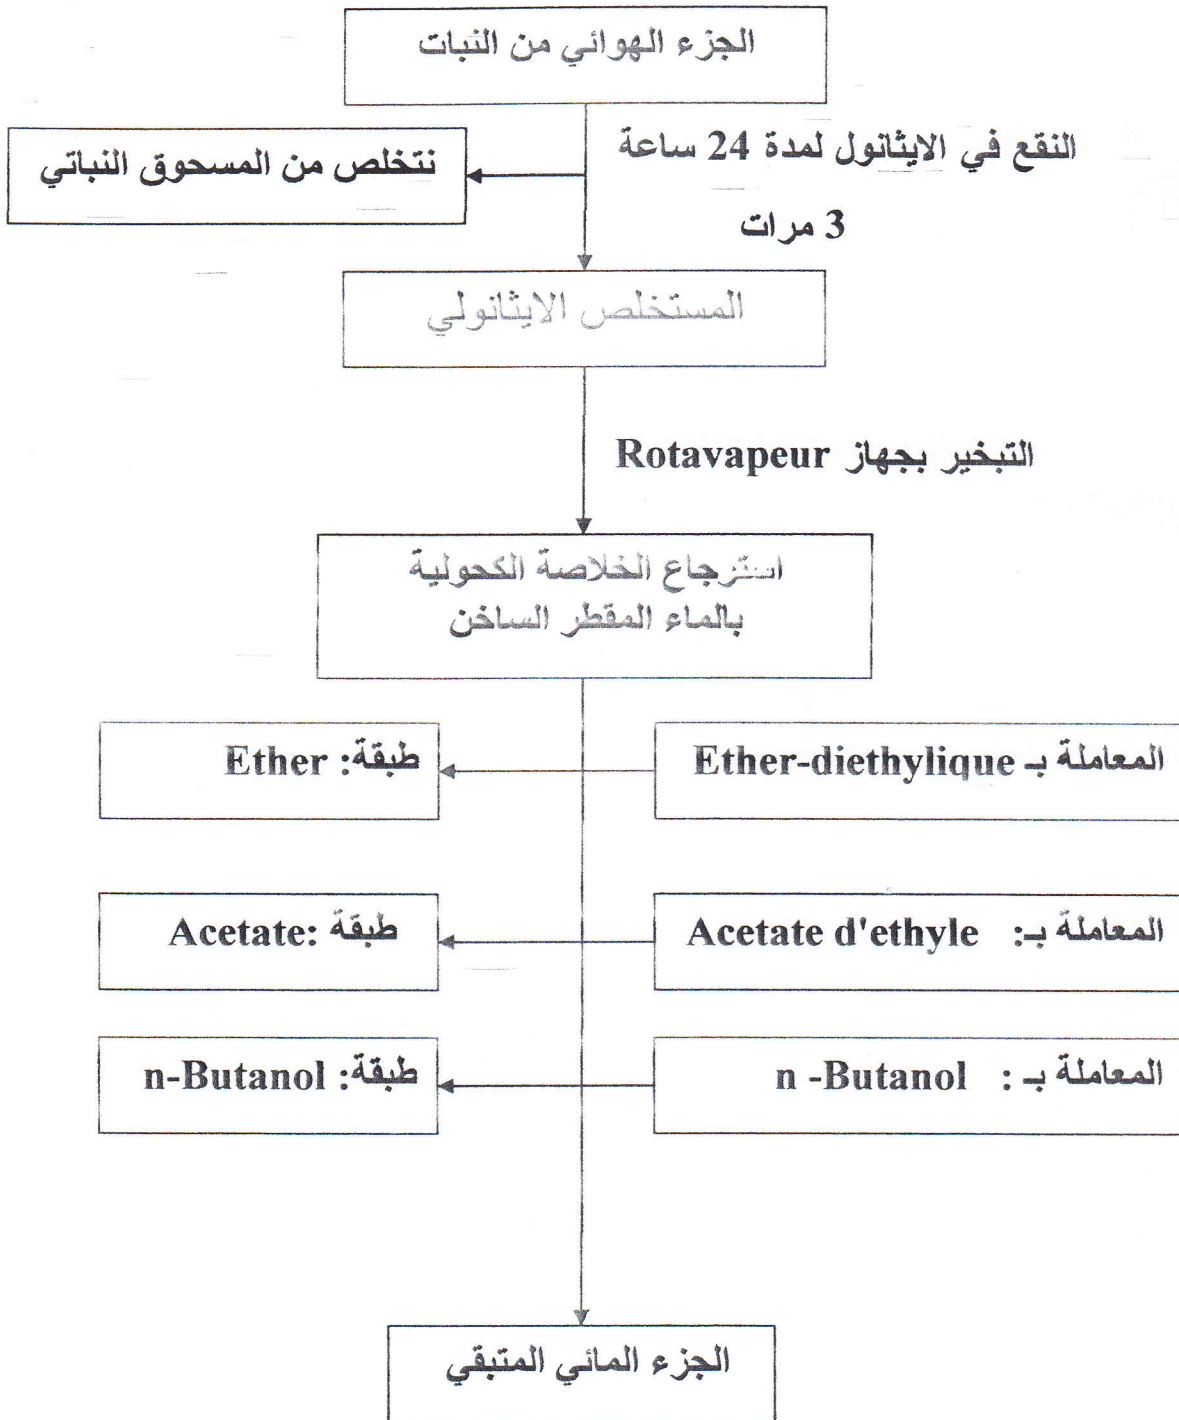 الجزء الهوائي من النبات
النقع في الايثانول لمدة 24 ساعة
نتخلص من المسحوق النباتي
3 مرات
المستخلص الايثانولي
التبخير بجهاز Rotavapeur
استرجاع الخلاصة الكحولية
بالماء المقطر الساخن
المعاملة بـ Ether-diethylique
طبقة: Ether
المعاملة بـ: Acetate d'ethyle
طبقة :Acetate
المعاملة بـ : n -Butanol
طبقة: n-Butanol
الجزء المائي المتبقي